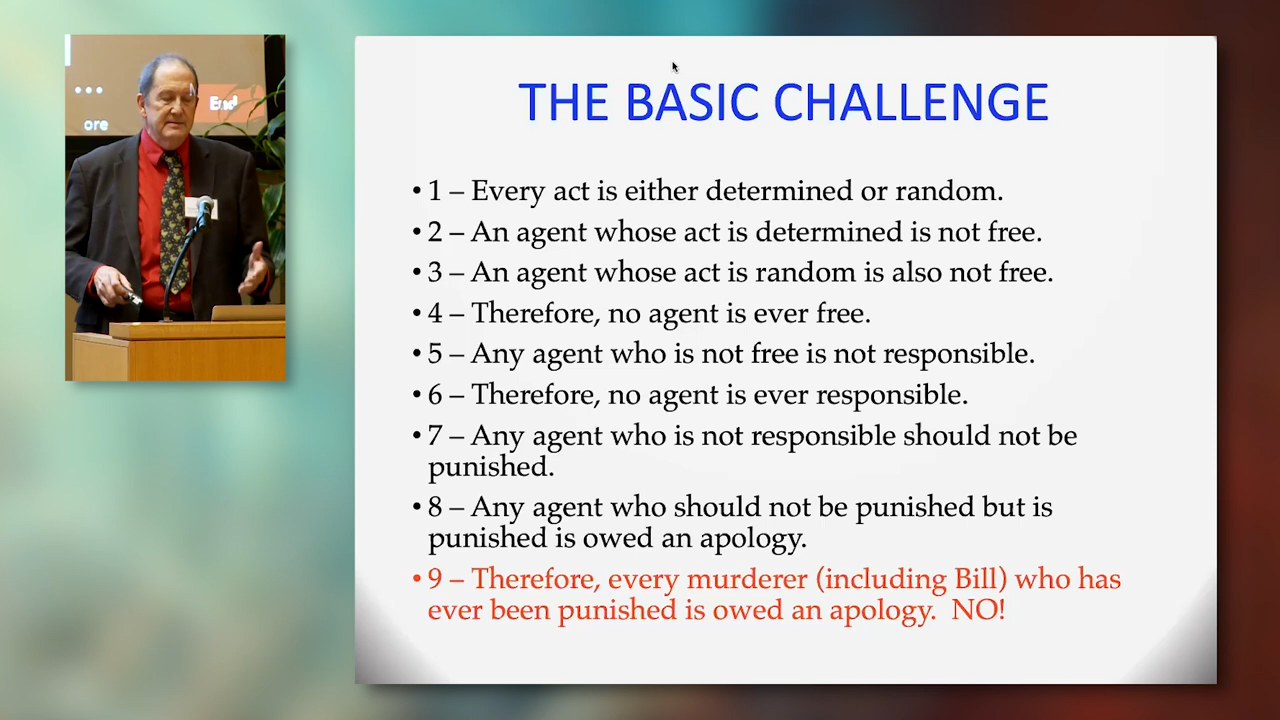 ore
End
THE BASIC CHALLENGE
• 1 – Every act is either determined or random.
• 2 – An agent whose act is determined is not free.
• 3 – An agent whose act is random is also not free.
• 4 – Therefore, no agent is ever free.
• 5 – Any agent who is not free is not responsible.
• 6 – Therefore, no agent is ever responsible.
• 7 – Any agent who is not responsible should not be
punished.
• 8 – Any agent who should not be punished but is
punished is owed an apology.
• 9 – Therefore, every murderer (including Bill) who has
ever been punished is owed an apology.  NO!